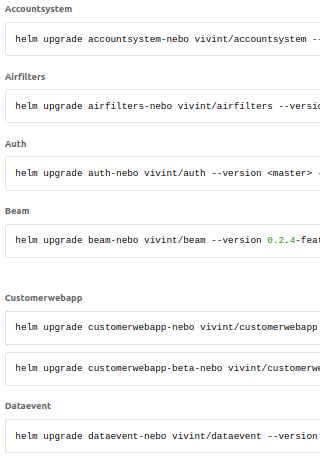 Accountsystem
helm upgrade accountsystem-nebo vivint/accountsystem -
Airfilters
helm upgrade airfilters-nebo vivint/airfilters --versio
Auth
helm upgrade auth-nebo vivint/auth --version <master> -
Beam
helm upgrade beam-nebo vivint/beam --version 0.2.4-feat
Customerwebapp
helm upgrade customerwebapp-nebo vivint/customerwebapp
helm upgrade customerwebapp-beta-nebo vivint/customerwe
Dataevent
helm upgrade dataevent-nebo vivint/dataevent --version